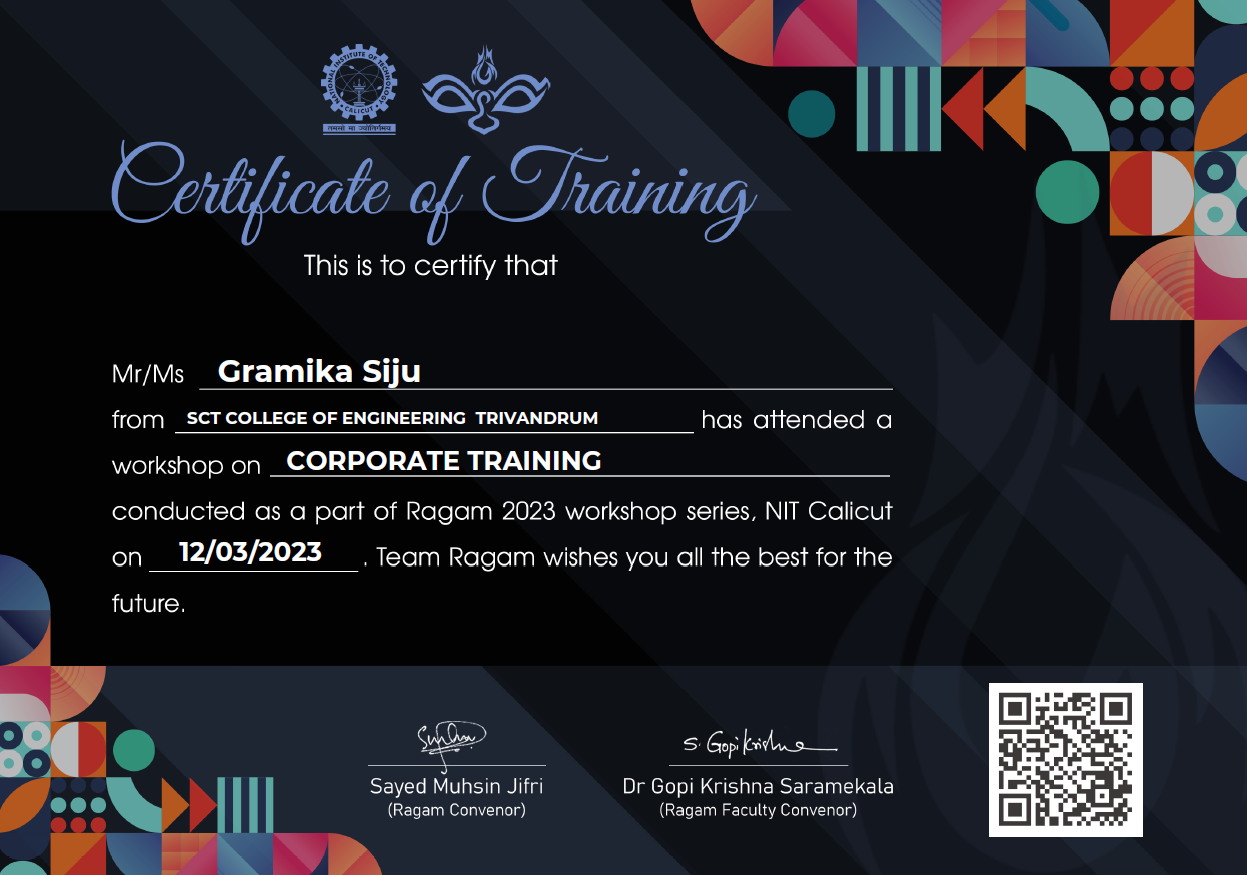 NATIONAL INSTITUTE OF TECHNOLOGY
CALICUT
तमसो मा ज्योतिर्गमय
Certificate of Training
This is to certify that
Mr/Ms Gramika Siju
from SCT COLLEGE OF ENGINEERING TRIVANDRUM has attended a
workshop on CORPORATE TRAINING
conducted as a part of Ragam 2023 workshop series, NIT Calicut
on 12/03/2023 . Team Ragam wishes you all the best for the
future.
S. Gopi Krishna
Sayed Muhsin Jifri Dr Gopi Krishna Saramekala
(Ragam Convenor) (Ragam Faculty Convenor)